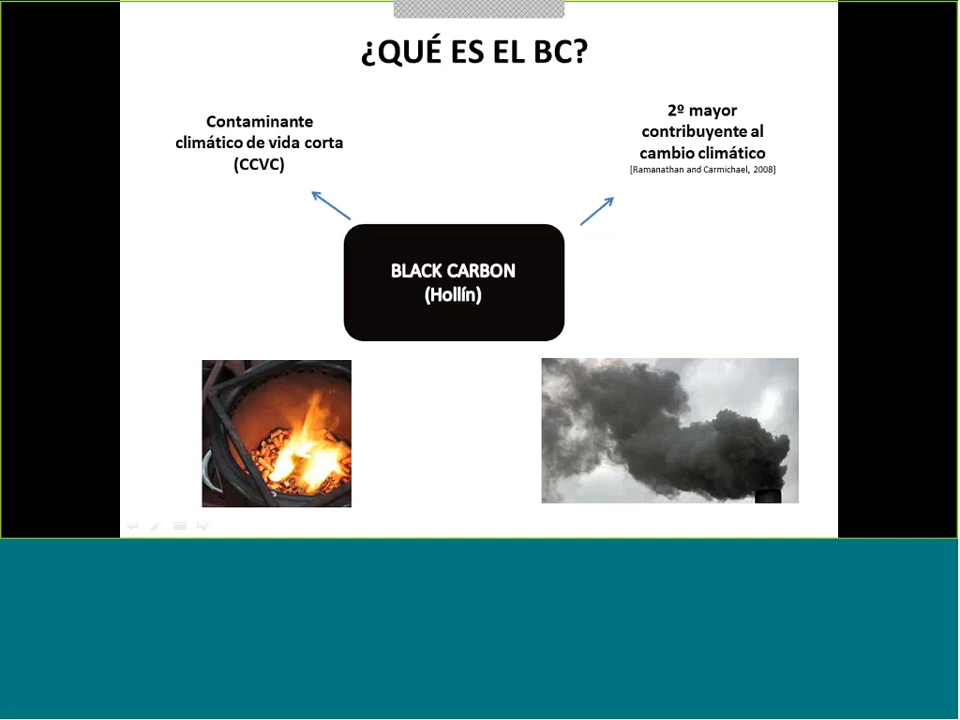 ¿QUÉ ES EL BC?
Contaminante
climático de vida corta
(CCVC)
2º mayor
contribuyente al
cambio climático
[Ramanathan and Carmichael, 2008]
BLACK CARBON
(Hollín)